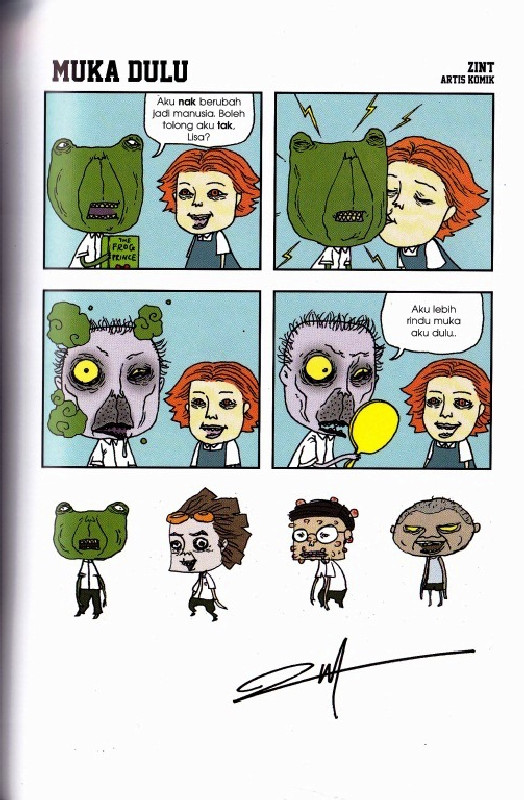 MUKA DULU
ZINT
ARTIS KOMIK
Aku nak berubah
jadi manusia. Boleh
tolong aku tak,
Lisa?
THE
FROG
PRINCE
Aku lebih
rindu muka
aku dulu..